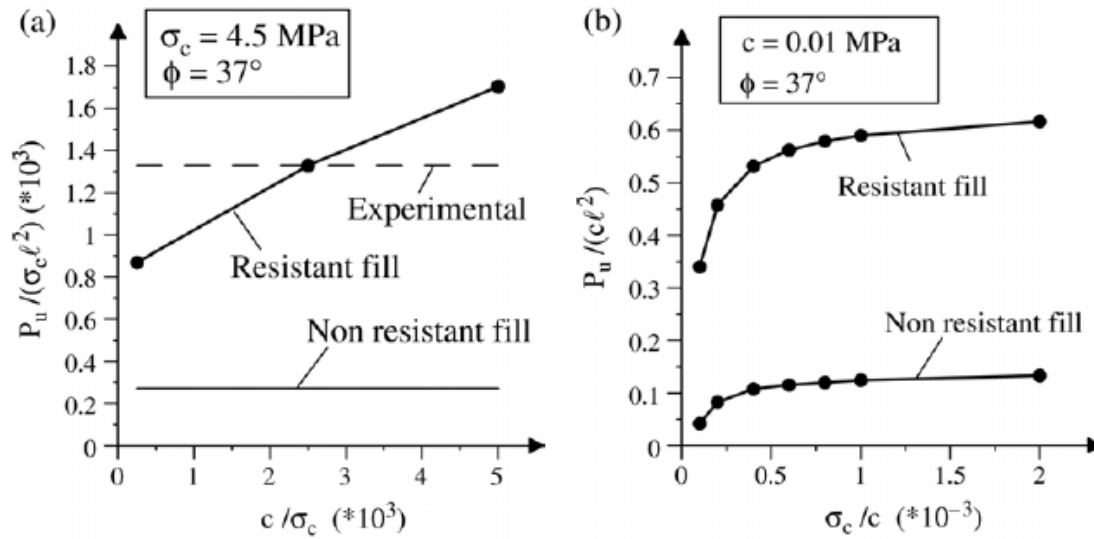 (a)
σc = 4.5 MPa
ϕ = 37°
1.8
1.6
1.4
1.2
1
0.8
0.6
0.4
0.2
0
Pu/(σcℓ²) (*10³)
Experimental
Resistant fill
Non resistant fill
0
1
2
3
4
5
c/σc (*10³)
(b)
c = 0.01 MPa
ϕ = 37°
0.7
0.6
0.5
0.4
0.3
0.2
0.1
0
Pu/(cℓ²)
Resistant fill
Non resistant fill
0
0.5
1
1.5
2
σc/c (*10⁻³)